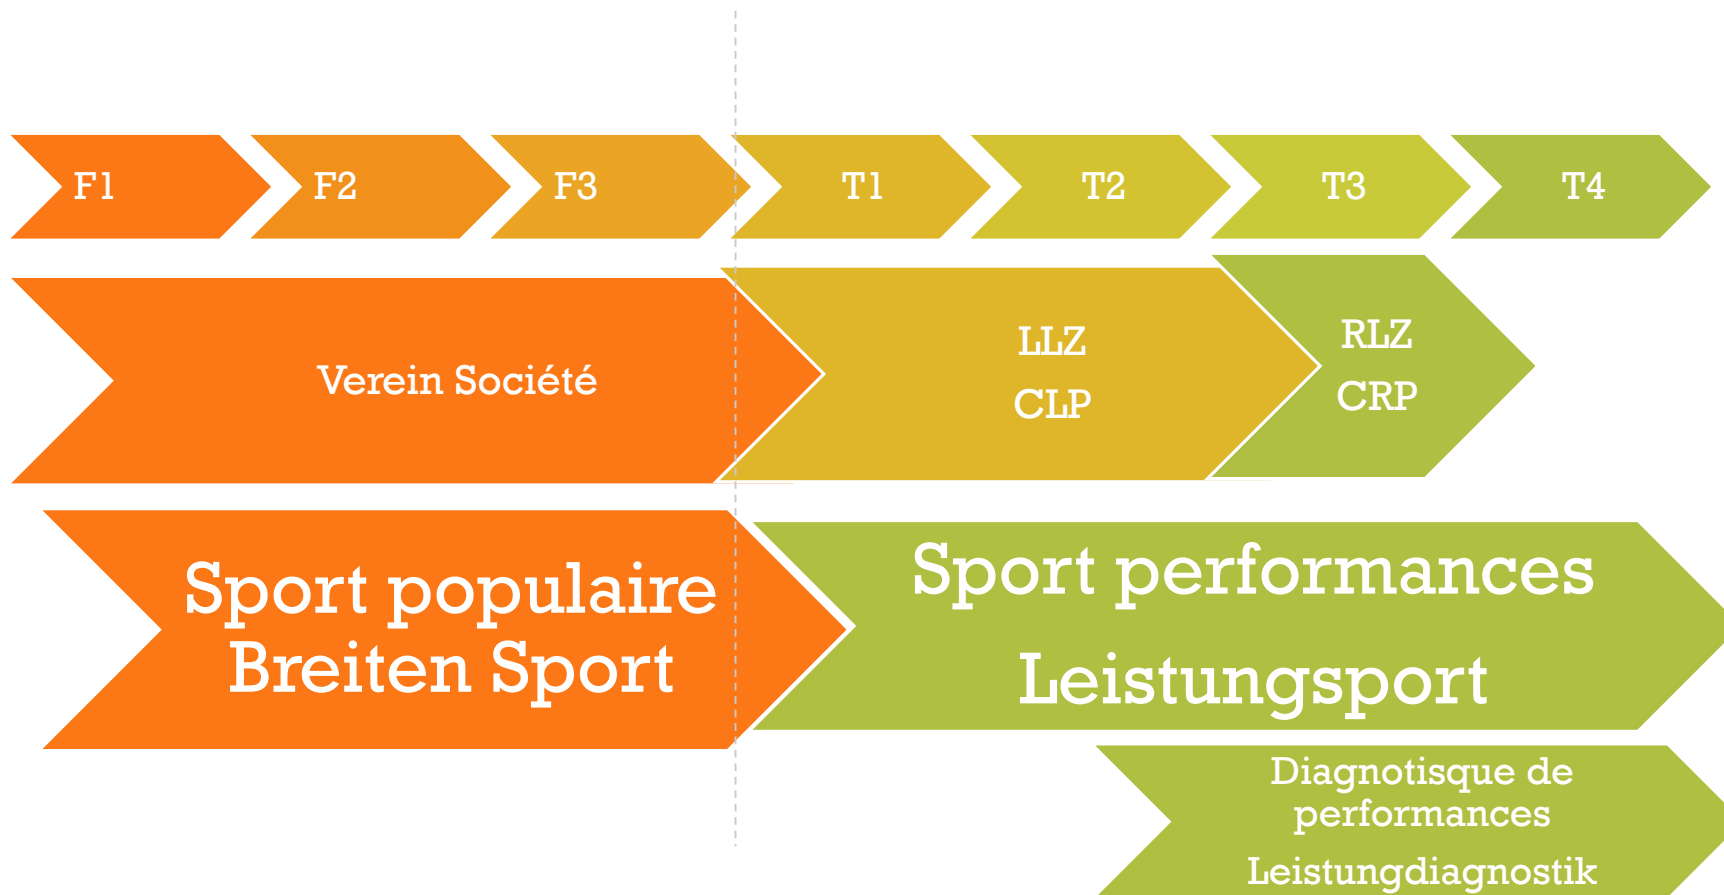 F1
F2
F3
T1
T2
T3
T4
Verein Société
LLZ
CLP
RLZ
CRP
Sport populaire
Breiten Sport
Sport performances
Leistungsport
Diagnotisque de
performances
Leistungdiagnostik